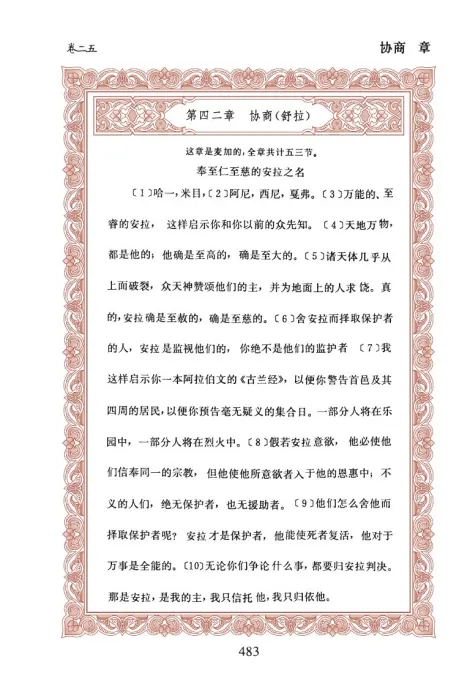 卷二五
协商 章
第四二章 协商(舒拉)
这章是麦加的，全章共计五三节。
奉至仁至慈的安拉之名
〔1〕哈一，米目，〔2〕阿尼，西尼，戛弗。〔3〕万能的、至
睿的安拉，这样启示你和你以前的众先知。〔4〕天地万物，
都是他的；他确是至高的，确是至大的。〔5〕诸天体几乎从
上面破裂，众天神赞颂他们的主，并为地面上的人求饶。真
的，安拉确是至赦的，确是至慈的。〔6〕舍安拉而择取保护者
的人，安拉是监视他们的，你绝不是他们的监护者 〔7〕我
这样启示你一本阿拉伯文的《古兰经》，以便你警告首邑及其
四周的居民，以便你预告毫无疑义的集合日。一部分人将在乐
园中，一部分人将在烈火中。〔8〕假若安拉意欲，他必使他
们信奉同一的宗教，但他使他所意欲者入于他的恩惠中；不
义的人们，绝无保护者，也无援助者。〔9〕他们怎么舍他而
择取保护者呢？安拉才是保护者，他能使死者复活，他对于
万事是全能的。〔10〕无论你们争论什么事，都要归安拉判决。
那是安拉，是我的主，我只信托他，我只归依他。
483